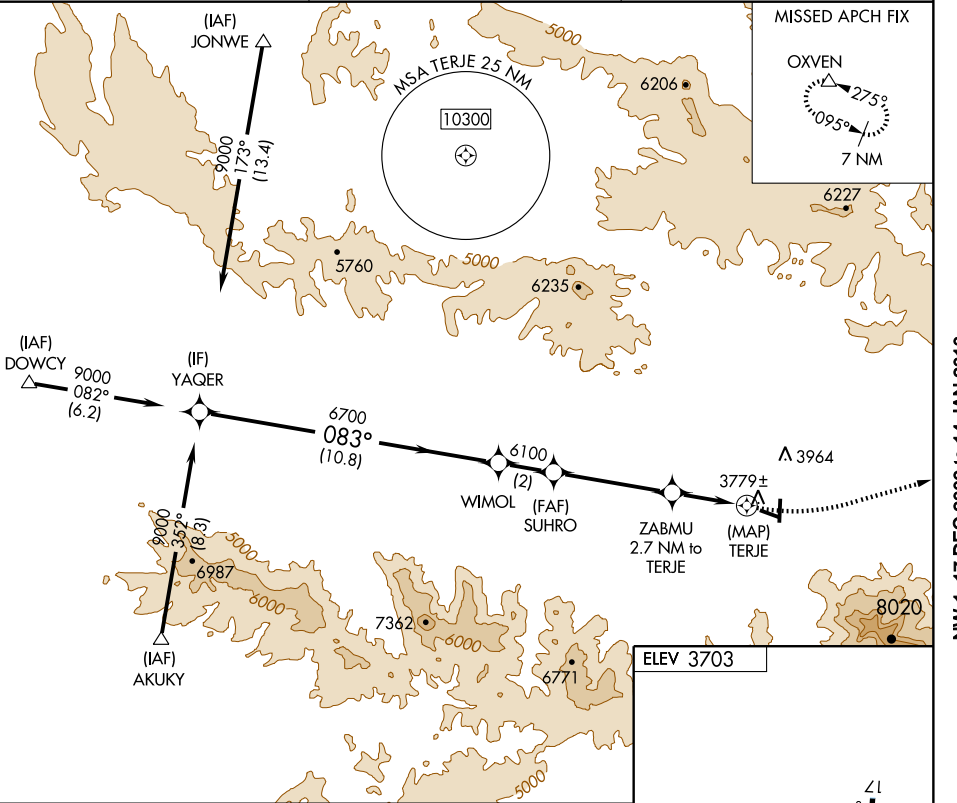 (IAF)
JONWE
9000
173°
(13.4)
MSA TERJE 25 NM
10300
5000
6206
MISSED APCH FIX
OXVEN
275°
095°
7 NM
6227
5760
5000
6235
(IAF)
DOWCY
9000
082°
(6.2)
(IF)
YAQER
6700
083°
(10.8)
WIMOL
6100
(2)
(FAF)
SUHRO
ZABMU
2.7 NM to
TERJE
3779±
(MAP)
TERJE
3964
9000
352°
(8.3)
5000
6987
6000
(IAF)
AKUKY
7362
6000
6771
8020
ELEV 3703
5000
17